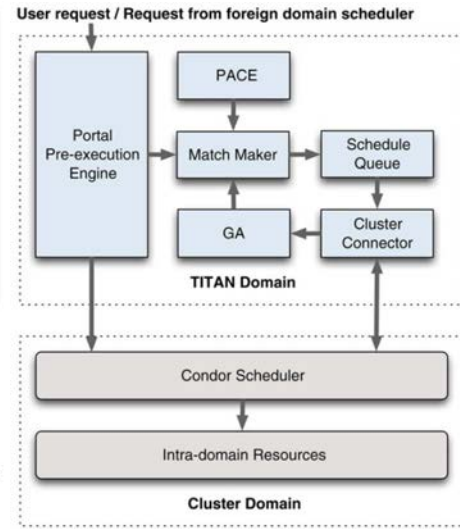 User request / Request from foreign domain scheduler
PACE
Portal
Pre-execution
Engine
Match Maker
Schedule
Queue
GA
Cluster
Connector
TITAN Domain
Condor Scheduler
Intra-domain Resources
Cluster Domain